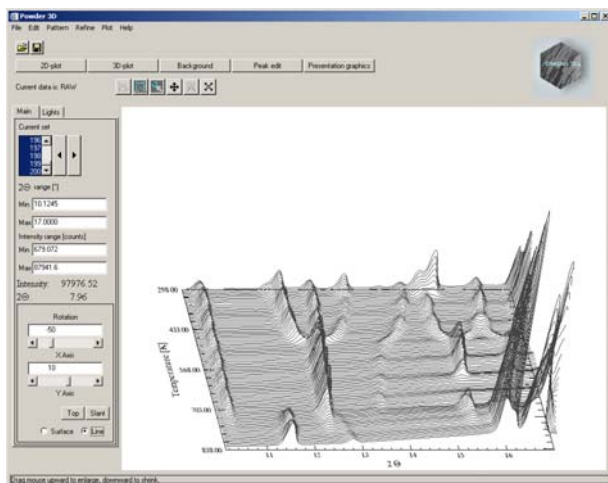 Powder 3D
File Edit Pattern Refine Plot Help
2D-plot 3D-plot Background Peak edit Presentation graphics
Current data is: RAW
Main Lights
Current set
196
197
198
199
200
2Θ range [°]
Min 10.1245
Max 17.0000
Intensity range [counts]
Min 679.072
Max 87941.6
Intensity: 97976.52
2Θ 7.96
Rotation
-50
X Axis
10
Y Axis
Top Slant
Surface Line
298.00
433.00
568.00
703.00
838.00
Temperature [K]
11 12 13 14 15 16
2Θ
Drag mouse upward to enlarge, downward to shrink.